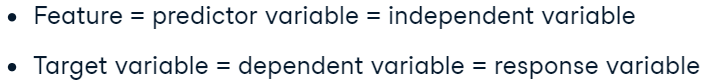 • Feature = predictor variable = independent variable
• Target variable = dependent variable = response variable